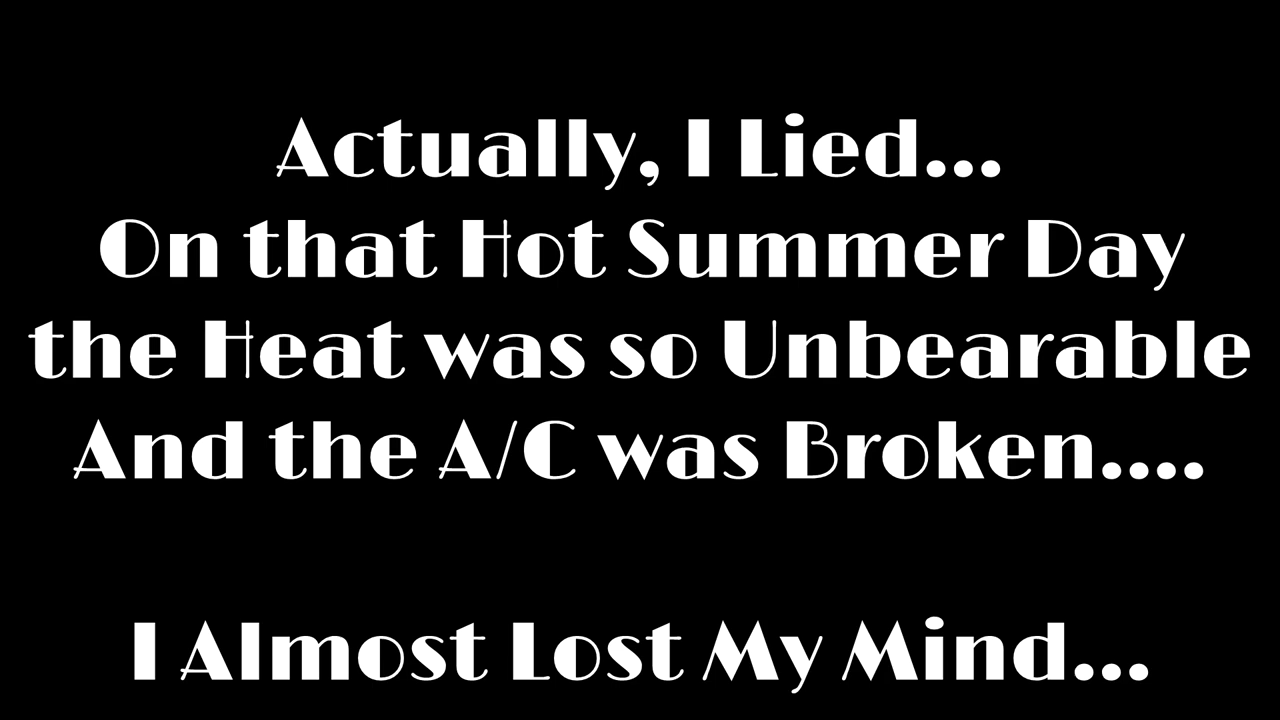 Actually, I Lied...
On that Hot Summer Day
the Heat was so Unbearable
And the A/C was Broken....
I Almost Lost My Mind...